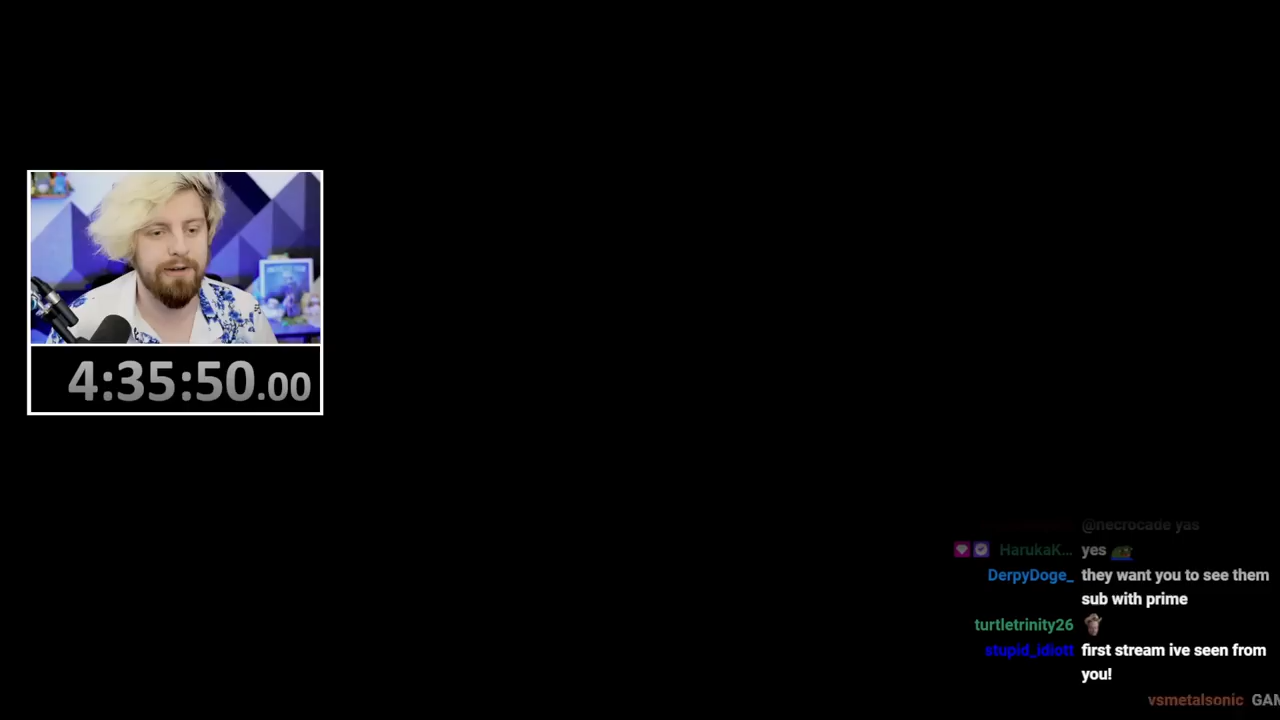 4:35:50.00
@necrocade yas
HarukaK... yes
DerpyDoge_ they want you to see them
sub with prime
turtletrinity26
stupid_idiott first stream ive seen from
you!
vsmetalsonic GAM